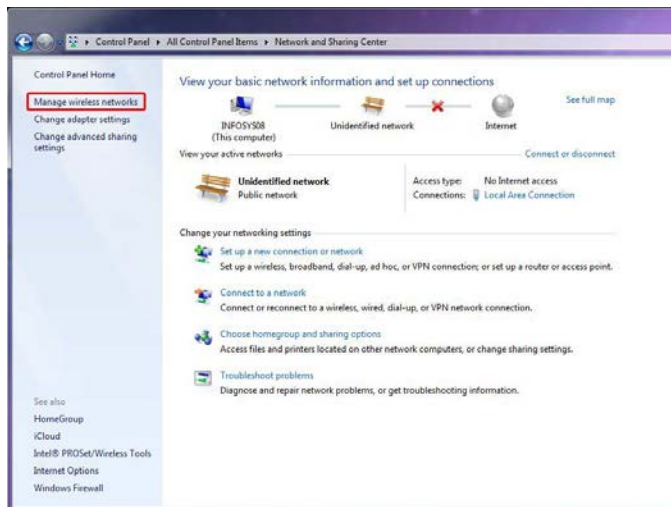 Control Panel ▸ All Control Panel Items ▸ Network and Sharing Center
Control Panel Home
Manage wireless networks
Change adapter settings
Change advanced sharing
settings
See also
HomeGroup
iCloud
Intel® PROSet/Wireless Tools
Internet Options
Windows Firewall
View your basic network information and set up connections
See full map
INFOSYS08
(This computer)
Unidentified network
Internet
View your active networks
Connect or disconnect
Unidentified network
Public network
Access type: No Internet access
Connections: Local Area Connection
Change your networking settings
Set up a new connection or network
Set up a wireless, broadband, dial-up, ad hoc, or VPN connection; or set up a router or access point.
Connect to a network
Connect or reconnect to a wireless, wired, dial-up, or VPN network connection.
Choose homegroup and sharing options
Access files and printers located on other network computers, or change sharing settings.
Troubleshoot problems
Diagnose and repair network problems, or get troubleshooting information.